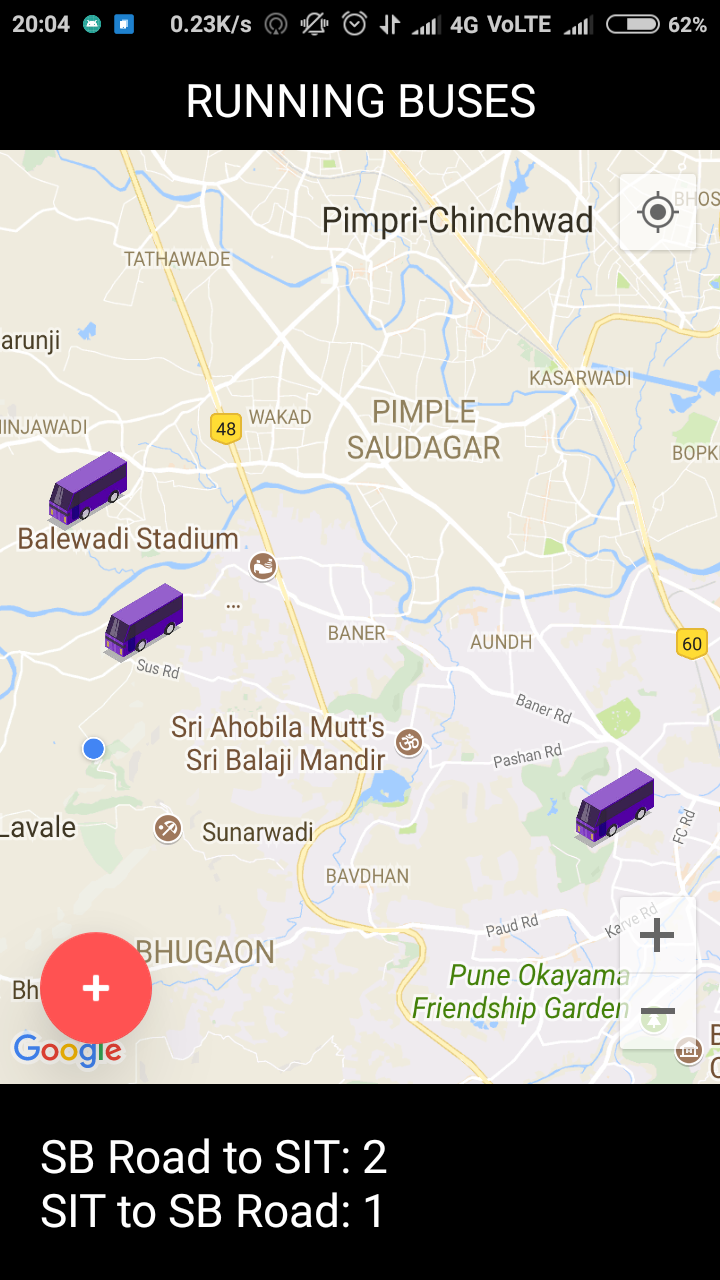 20:04 0.23K/s 4G VoLTE 62%
RUNNING BUSES
BHOS
Pimpri-Chinchwad
TATHAWADE
arunji
KASARWADI
PIMPLE
SAUDAGAR
WAKAD
48
INJAWADI
BOPK
Balewadi Stadium
...
BANER
AUNDH
60
Sus Rd
Baner Rd
Sri Ahobila Mutt's
Sri Balaji Mandir
Pashan Rd
Lavale
Sunarwadi
FC Rd
BAVDHAN
Paud Rd
Karve Rd
BHUGAON
Pune Okayama
Friendship Garden
Bh
Google
SB Road to SIT: 2
SIT to SB Road: 1